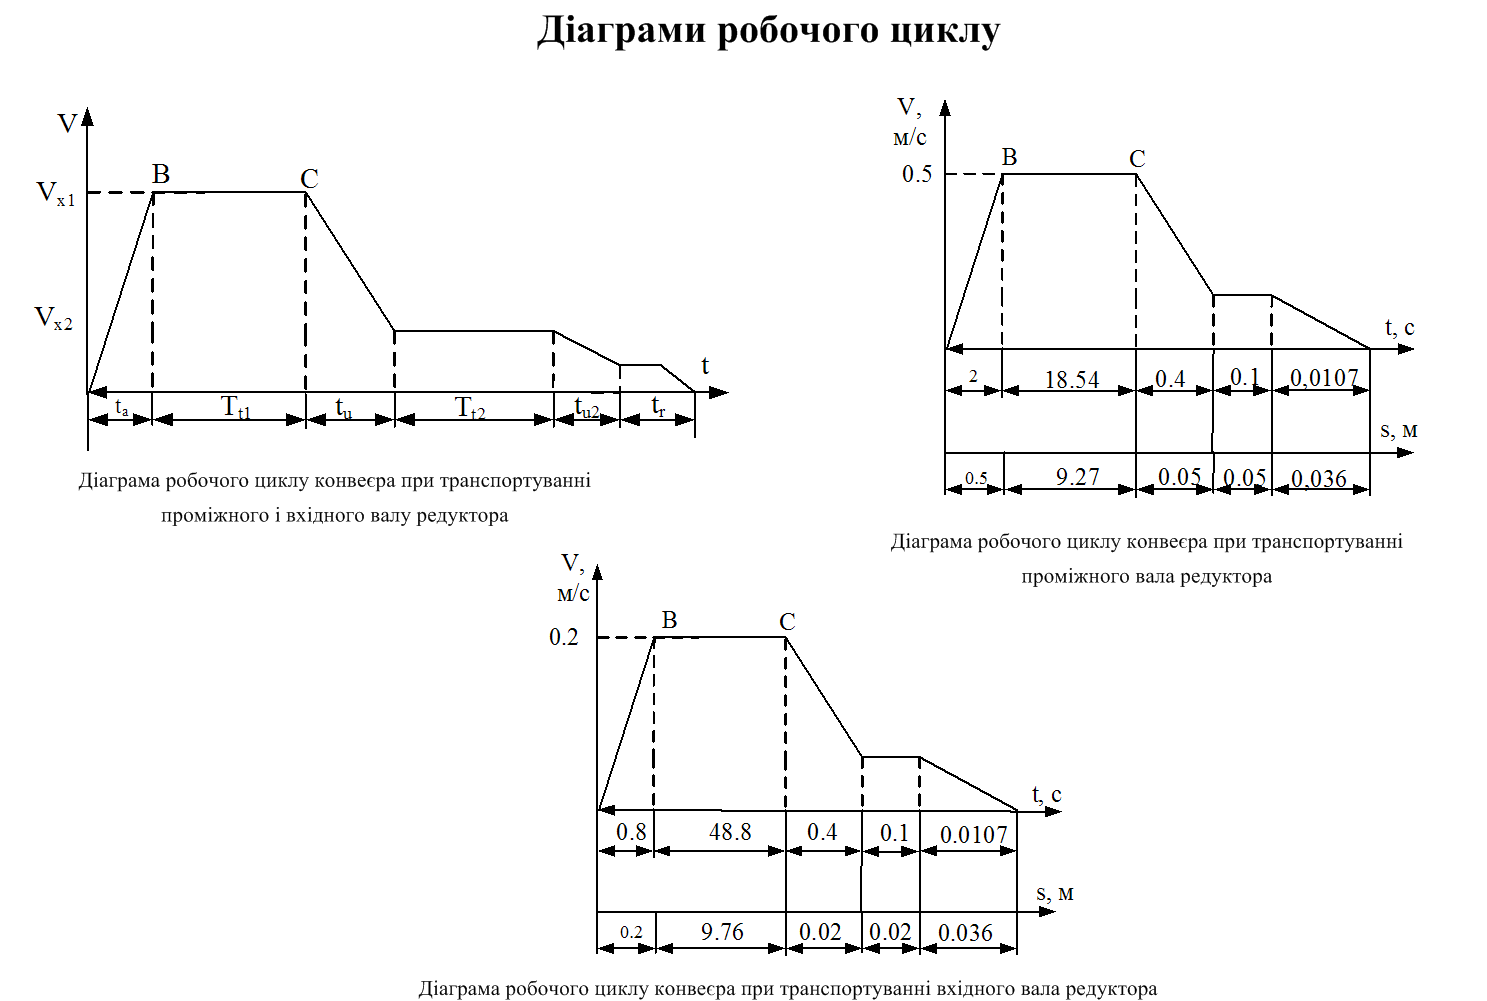 Діаграми робочого циклу
V
Vx1
B
C
Vx2
t
ta
Tt1
tu
Tt2
tu2
tr
Діаграма робочого циклу конвеєра при транспортуванні
проміжного і вхідного валу редуктора
V,
м/с
0.5
B
C
t, c
2
18.54
0.4
0.1
0,0107
s, м
0.5
9.27
0.05
0.05
0,036
Діаграма робочого циклу конвеєра при транспортуванні
проміжного вала редуктора
V,
м/с
0.2
B
C
t, c
0.8
48.8
0.4
0.1
0.0107
s, м
0.2
9.76
0.02
0.02
0.036
Діаграма робочого циклу конвеєра при транспортуванні вхідного вала редуктора